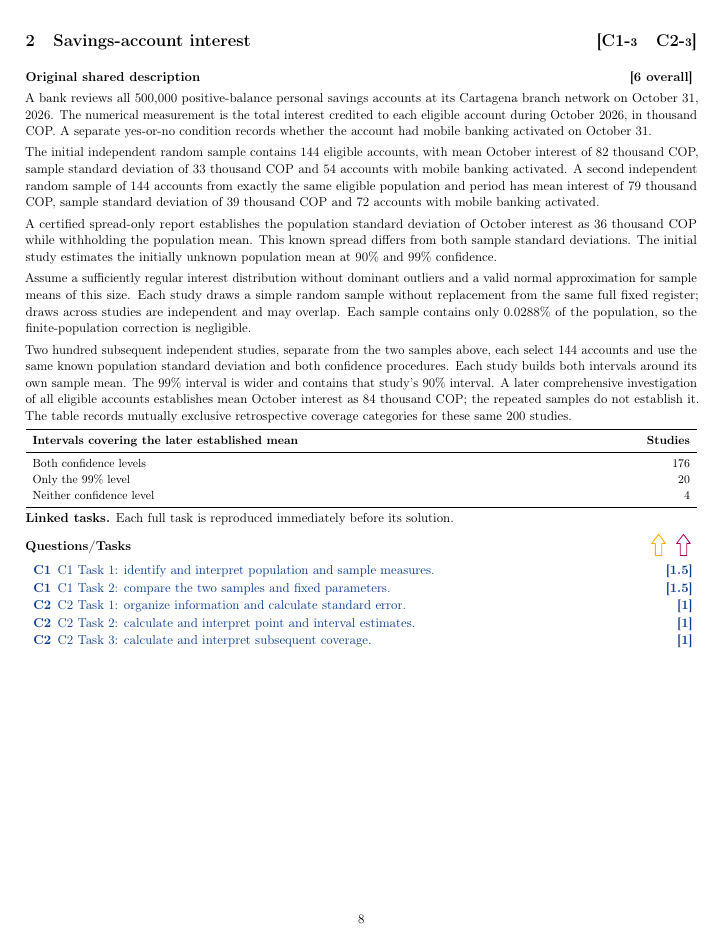 2 Savings-account interest [C1-3 C2-3]
Original shared description [6 overall]
A bank reviews all 500,000 positive-balance personal savings accounts at its Cartagena branch network on October 31,
2026. The numerical measurement is the total interest credited to each eligible account during October 2026, in thousand
COP. A separate yes-or-no condition records whether the account had mobile banking activated on October 31.
The initial independent random sample contains 144 eligible accounts, with mean October interest of 82 thousand COP,
sample standard deviation of 33 thousand COP and 54 accounts with mobile banking activated. A second independent
random sample of 144 accounts from exactly the same eligible population and period has mean interest of 79 thousand
COP, sample standard deviation of 39 thousand COP and 72 accounts with mobile banking activated.
A certified spread-only report establishes the population standard deviation of October interest as 36 thousand COP
while withholding the population mean. This known spread differs from both sample standard deviations. The initial
study estimates the initially unknown population mean at 90% and 99% confidence.
Assume a sufficiently regular interest distribution without dominant outliers and a valid normal approximation for sample
means of this size. Each study draws a simple random sample without replacement from the same full fixed register;
draws across studies are independent and may overlap. Each sample contains only 0.0288% of the population, so the
finite-population correction is negligible.
Two hundred subsequent independent studies, separate from the two samples above, each select 144 accounts and use the
same known population standard deviation and both confidence procedures. Each study builds both intervals around its
own sample mean. The 99% interval is wider and contains that study's 90% interval. A later comprehensive investigation
of all eligible accounts establishes mean October interest as 84 thousand COP; the repeated samples do not establish it.
The table records mutually exclusive retrospective coverage categories for these same 200 studies.
Intervals covering the later established mean Studies
Both confidence levels 176
Only the 99% level 20
Neither confidence level 4
Linked tasks. Each full task is reproduced immediately before its solution.
Questions/Tasks
C1 C1 Task 1: identify and interpret population and sample measures. [1.5]
C1 C1 Task 2: compare the two samples and fixed parameters. [1.5]
C2 C2 Task 1: organize information and calculate standard error. [1]
C2 C2 Task 2: calculate and interpret point and interval estimates. [1]
C2 C2 Task 3: calculate and interpret subsequent coverage. [1]
8